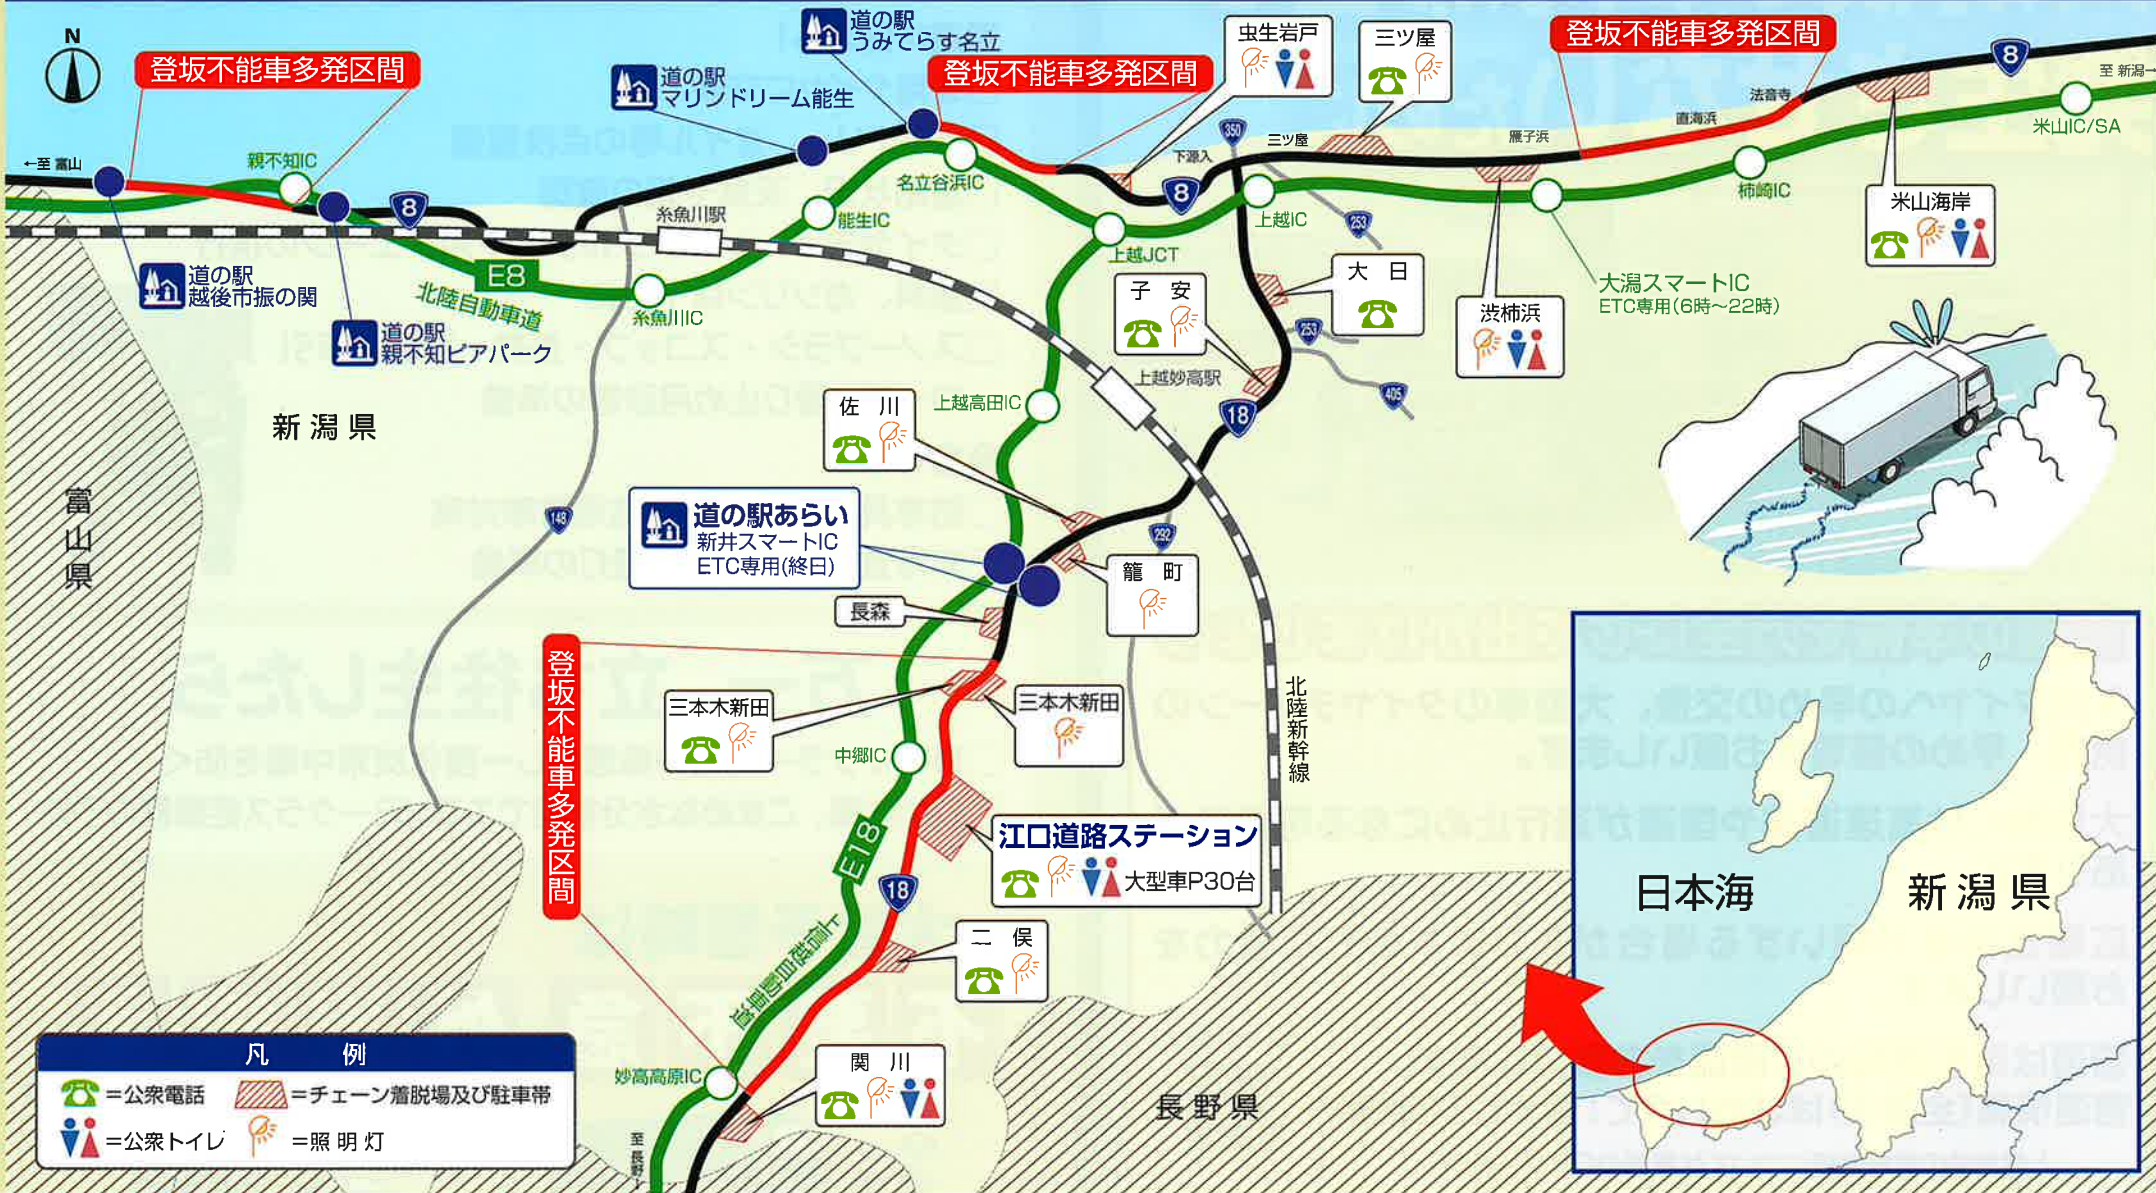 N
登坂不能車多発区間
道の駅
うみてらす名立
道の駅
マリンドリーム能生
登坂不能車多発区間
虫生岩戸
三ツ屋
登坂不能車多発区間
8
至 新潟→
米山IC/SA
法音寺
直海浜
雁子浜
三ツ屋
350
下源入
8
←至 富山
親不知IC
8
糸魚川駅
能生IC
名立谷浜IC
上越JCT
上越IC
253
柿崎IC
米山海岸
道の駅
越後市振の関
E8
北陸自動車道
道の駅
親不知ピアパーク
糸魚川IC
子 安
大 日
253
405
渋柿浜
大潟スマートIC
ETC専用(6時～22時)
上越妙高駅
18
上越高田IC
佐 川
新潟県
富山県
148
道の駅あらい
新井スマートIC
ETC専用(終日)
292
籠 町
長森
登坂不能車多発区間
三本木新田
三本木新田
北陸新幹線
中郷IC
江口道路ステーション
大型車P30台
E18
18
上信越自動車道
二 俣
妙高高原IC
関 川
至 長野
長野県
日本海
新潟県
凡 例
=公衆電話
=チェーン着脱場及び駐車帯
=公衆トイレ
=照明灯